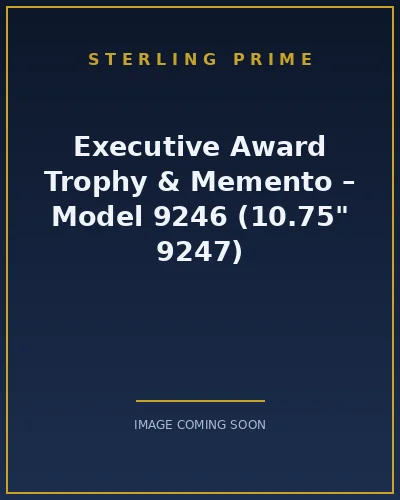 STERLING PRIME
Executive Award
Trophy & Memento –
Model 9246 (10.75"
9247)
IMAGE COMING SOON